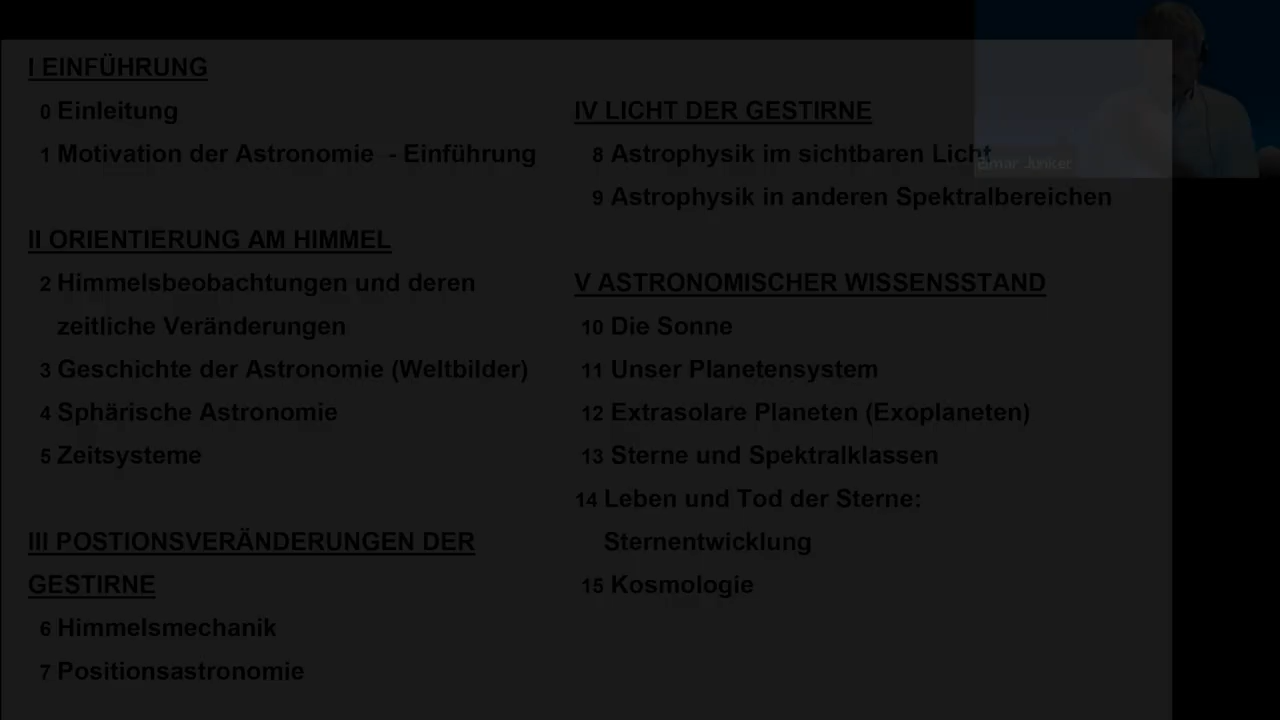 I EINFÜHRUNG
0 Einleitung
1 Motivation der Astronomie - Einführung
II ORIENTIERUNG AM HIMMEL
2 Himmelsbeobachtungen und deren
zeitliche Veränderungen
3 Geschichte der Astronomie (Weltbilder)
4 Sphärische Astronomie
5 Zeitsysteme
III POSTIONSVERÄNDERUNGEN DER
GESTIRNE
6 Himmelsmechanik
7 Positionsastronomie
IV LICHT DER GESTIRNE
8 Astrophysik im sichtbaren Licht
9 Astrophysik in anderen Spektralbereichen
V ASTRONOMISCHER WISSENSSTAND
10 Die Sonne
11 Unser Planetensystem
12 Extrasolare Planeten (Exoplaneten)
13 Sterne und Spektralklassen
14 Leben und Tod der Sterne:
Sternentwicklung
15 Kosmologie
Elmar Junker